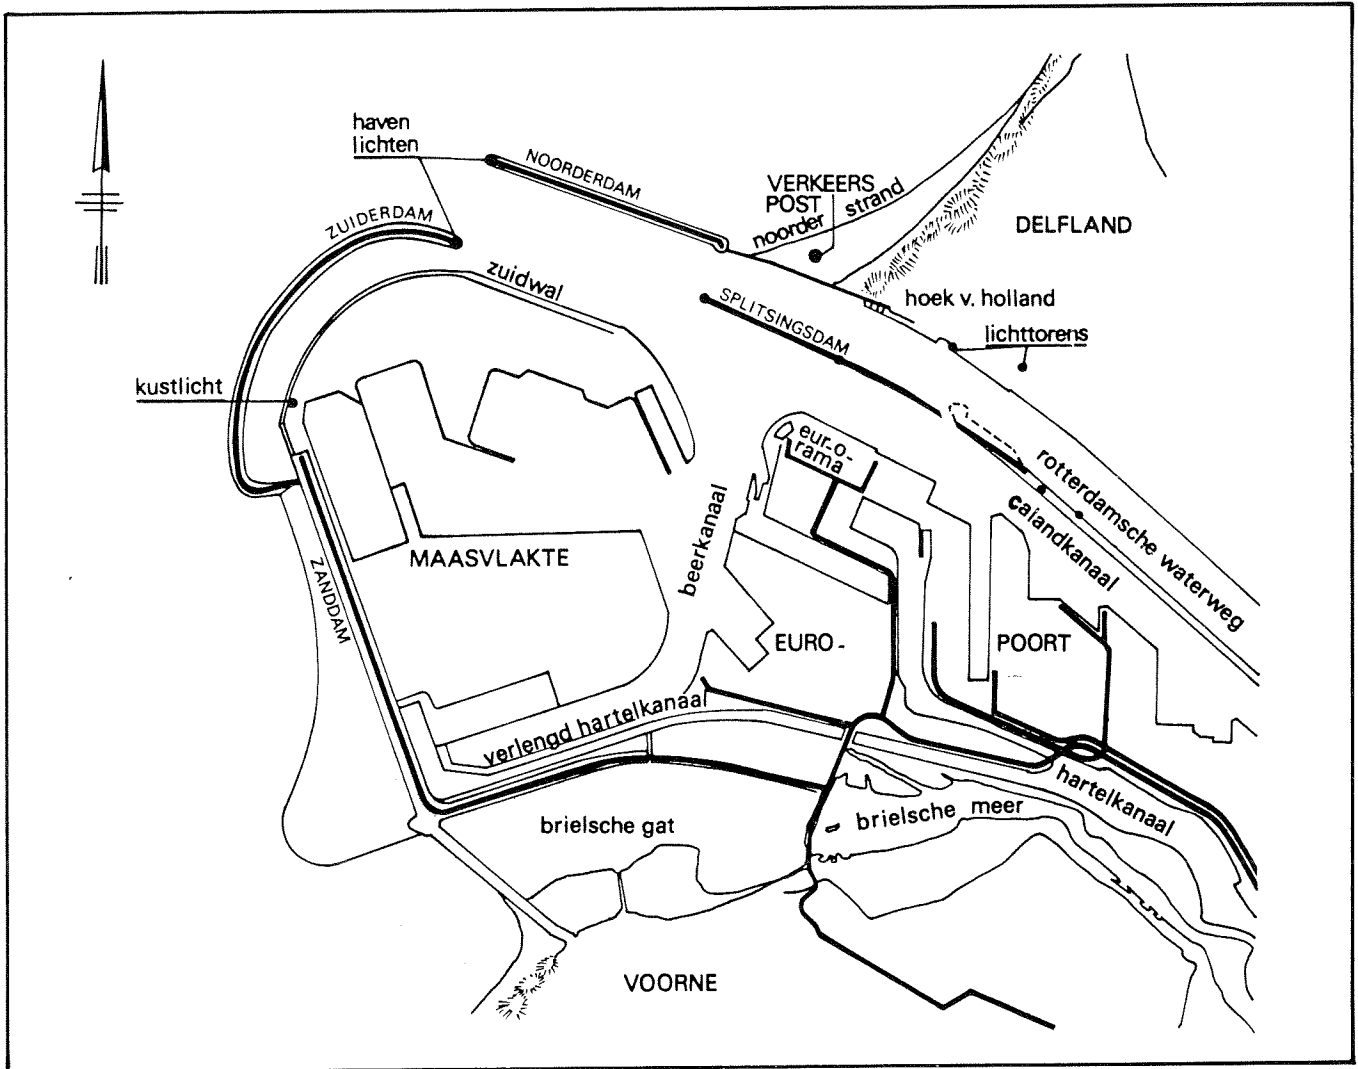 haven
lichten
NOORDERDAM
VERKEERS
POST
noorder strand
DELFLAND
ZUIDERDAM
zuidwal
SPLITSINGSDAM
hoek v. holland
lichttorens
kustlicht
eur-o-
rama
rotterdamsche waterweg
calandkanaal
beerkanaal
MAASVLAKTE
ZANDDAM
EURO-
POORT
verlengd hartelkanaal
hartelkanaal
brielsche gat
brielsche meer
VOORNE